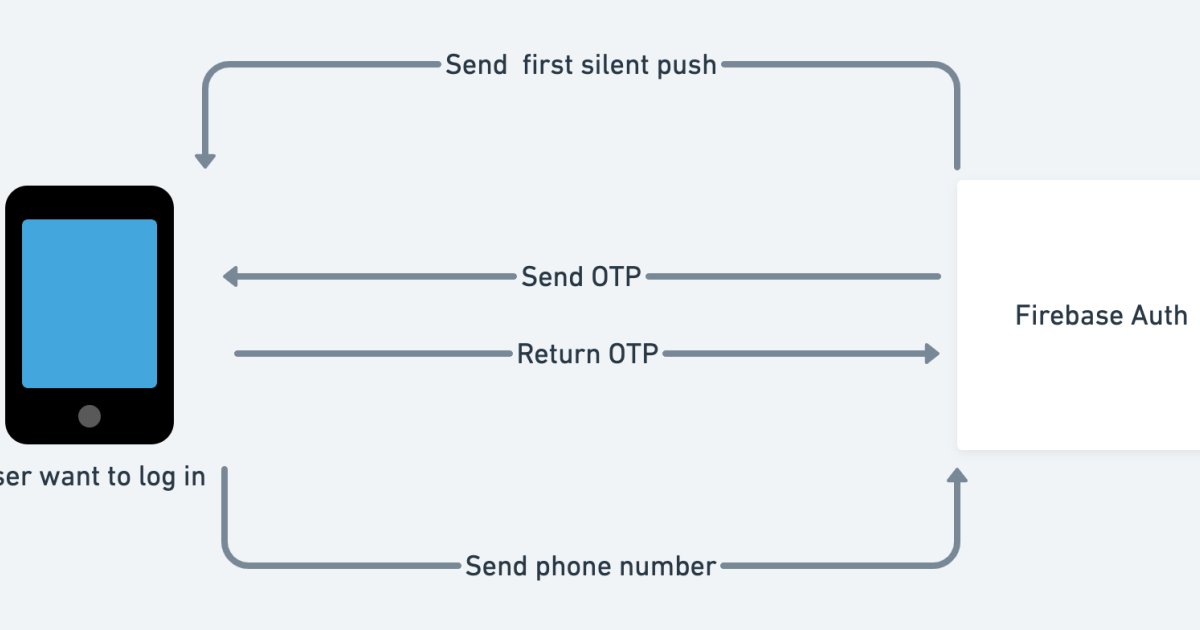 Send first silent push
Send OTP
Firebase Auth
Return OTP
ser want to log in
Send phone number